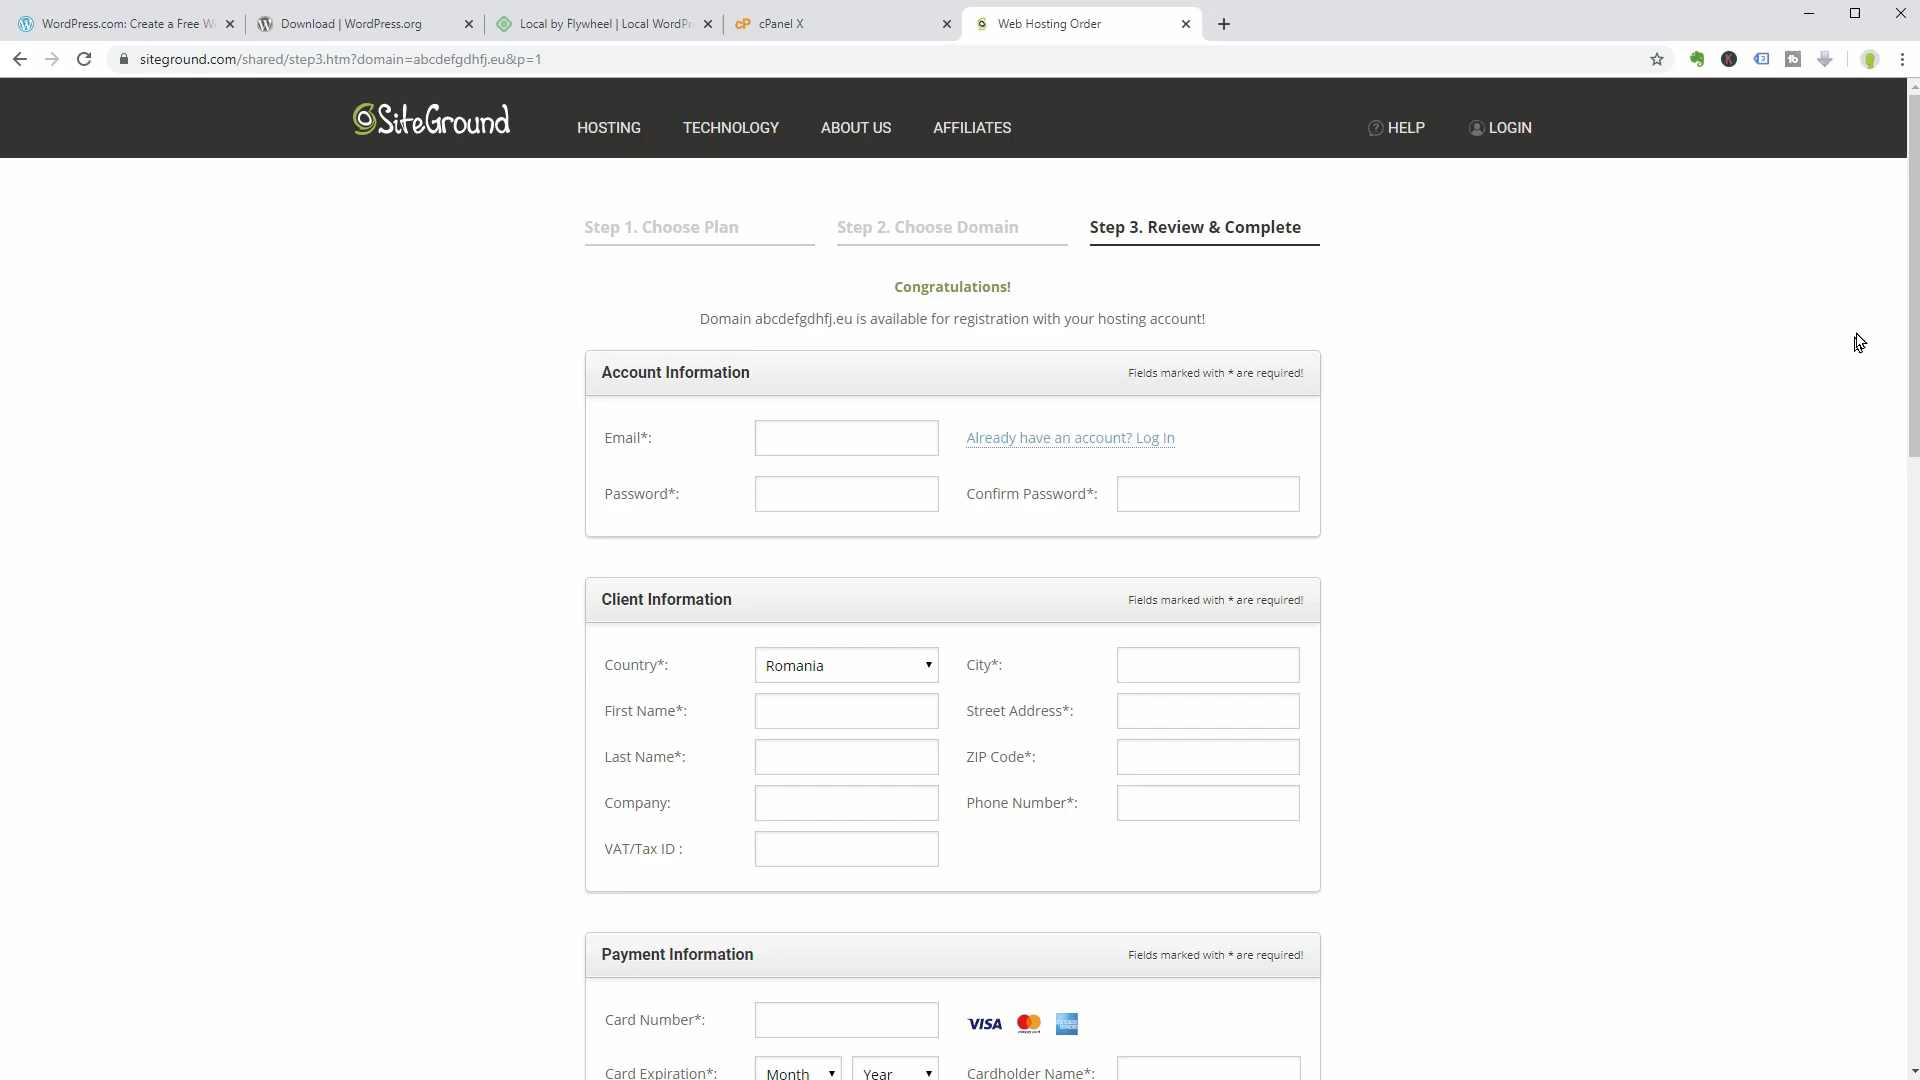 WordPress.com: Create a Free W
Download | WordPress.org
Local by Flywheel | Local WordPr
cPanel X
Web Hosting Order
siteground.com/shared/step3.htm?domain=abcdefgdhfj.eu&p=1
SiteGround
HOSTING
TECHNOLOGY
ABOUT US
AFFILIATES
HELP
LOGIN
Step 1. Choose Plan
Step 2. Choose Domain
Step 3. Review & Complete
Congratulations!
Domain abcdefgdhfj.eu is available for registration with your hosting account!
Account Information
Fields marked with * are required!
Email*:
Already have an account? Log In
Password*:
Confirm Password*:
Client Information
Fields marked with * are required!
Country*:
Romania
City*:
First Name*:
Street Address*:
Last Name*:
ZIP Code*:
Company:
Phone Number*:
VAT/Tax ID :
Payment Information
Fields marked with * are required!
Card Number*:
VISA
Card Expiration*:
Month
Year
Cardholder Name*: